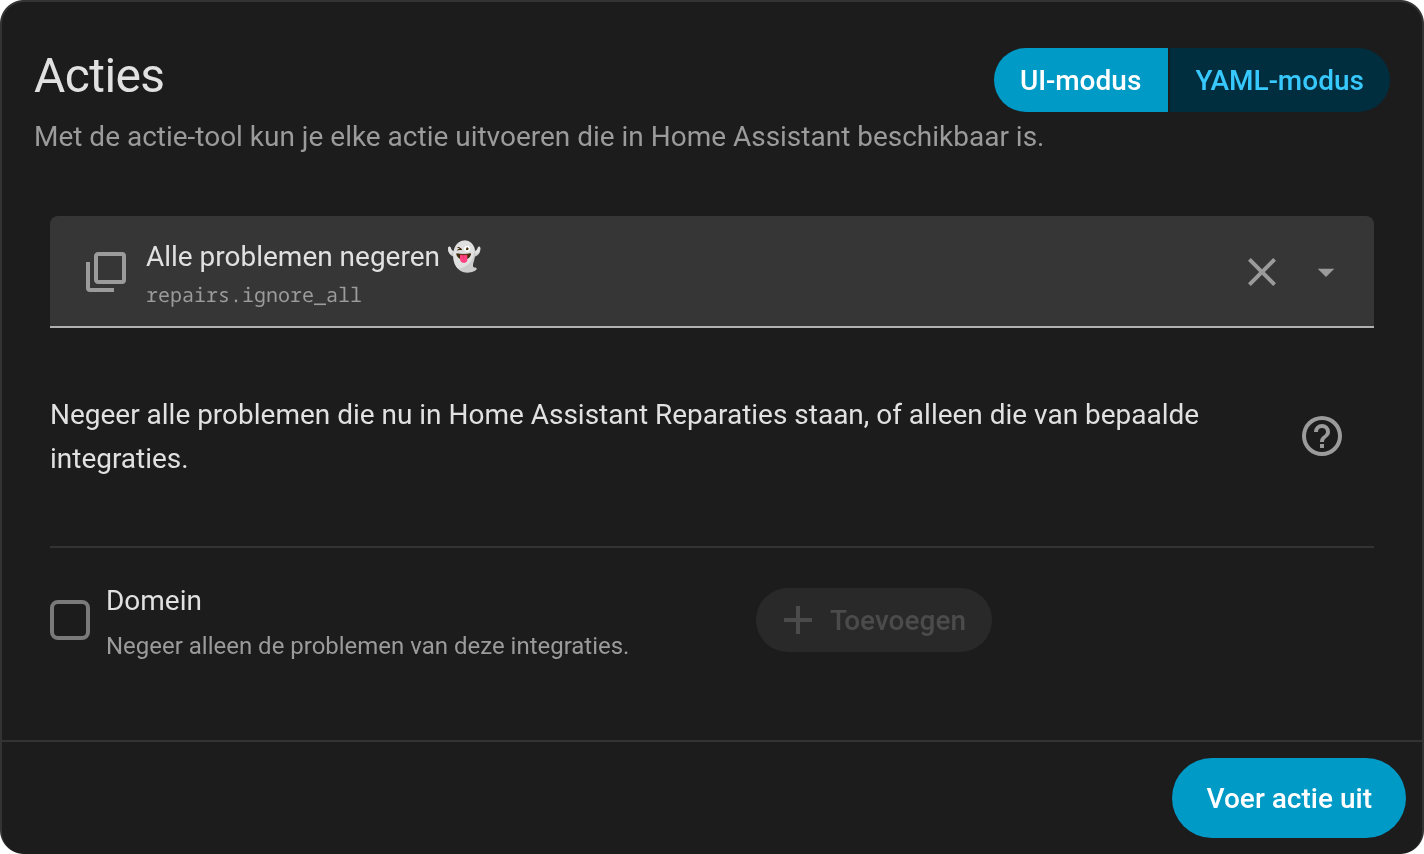 Acties
UI-modus
YAML-modus
Met de actie-tool kun je elke actie uitvoeren die in Home Assistant beschikbaar is.
Alle problemen negeren 👻
repairs.ignore_all
Negeer alle problemen die nu in Home Assistant Reparaties staan, of alleen die van bepaalde
integraties.
Domein
Negeer alleen de problemen van deze integraties.
Toevoegen
Voer actie uit